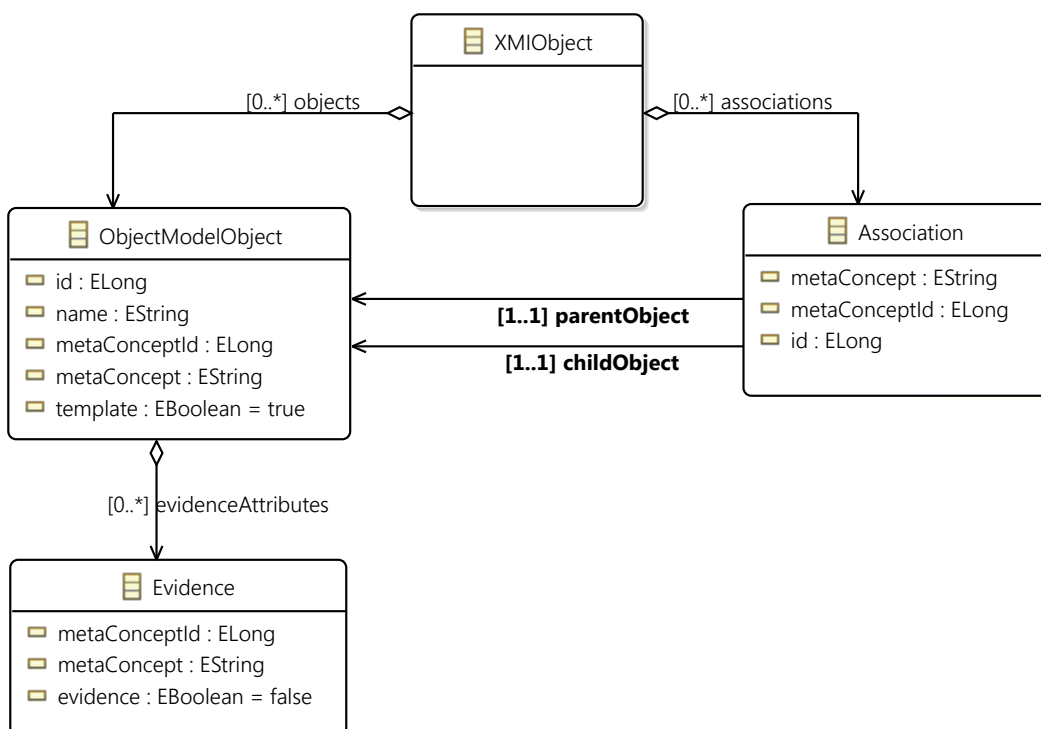 XMIObject
[0..*] objects
[0..*] associations
ObjectModelObject
id : ELong
name : EString
metaConceptId : ELong
metaConcept : EString
template : EBoolean = true
Association
metaConcept : EString
metaConceptId : ELong
id : ELong
[1..1] parentObject
[1..1] childObject
[0..*] evidenceAttributes
Evidence
metaConceptId : ELong
metaConcept : EString
evidence : EBoolean = false